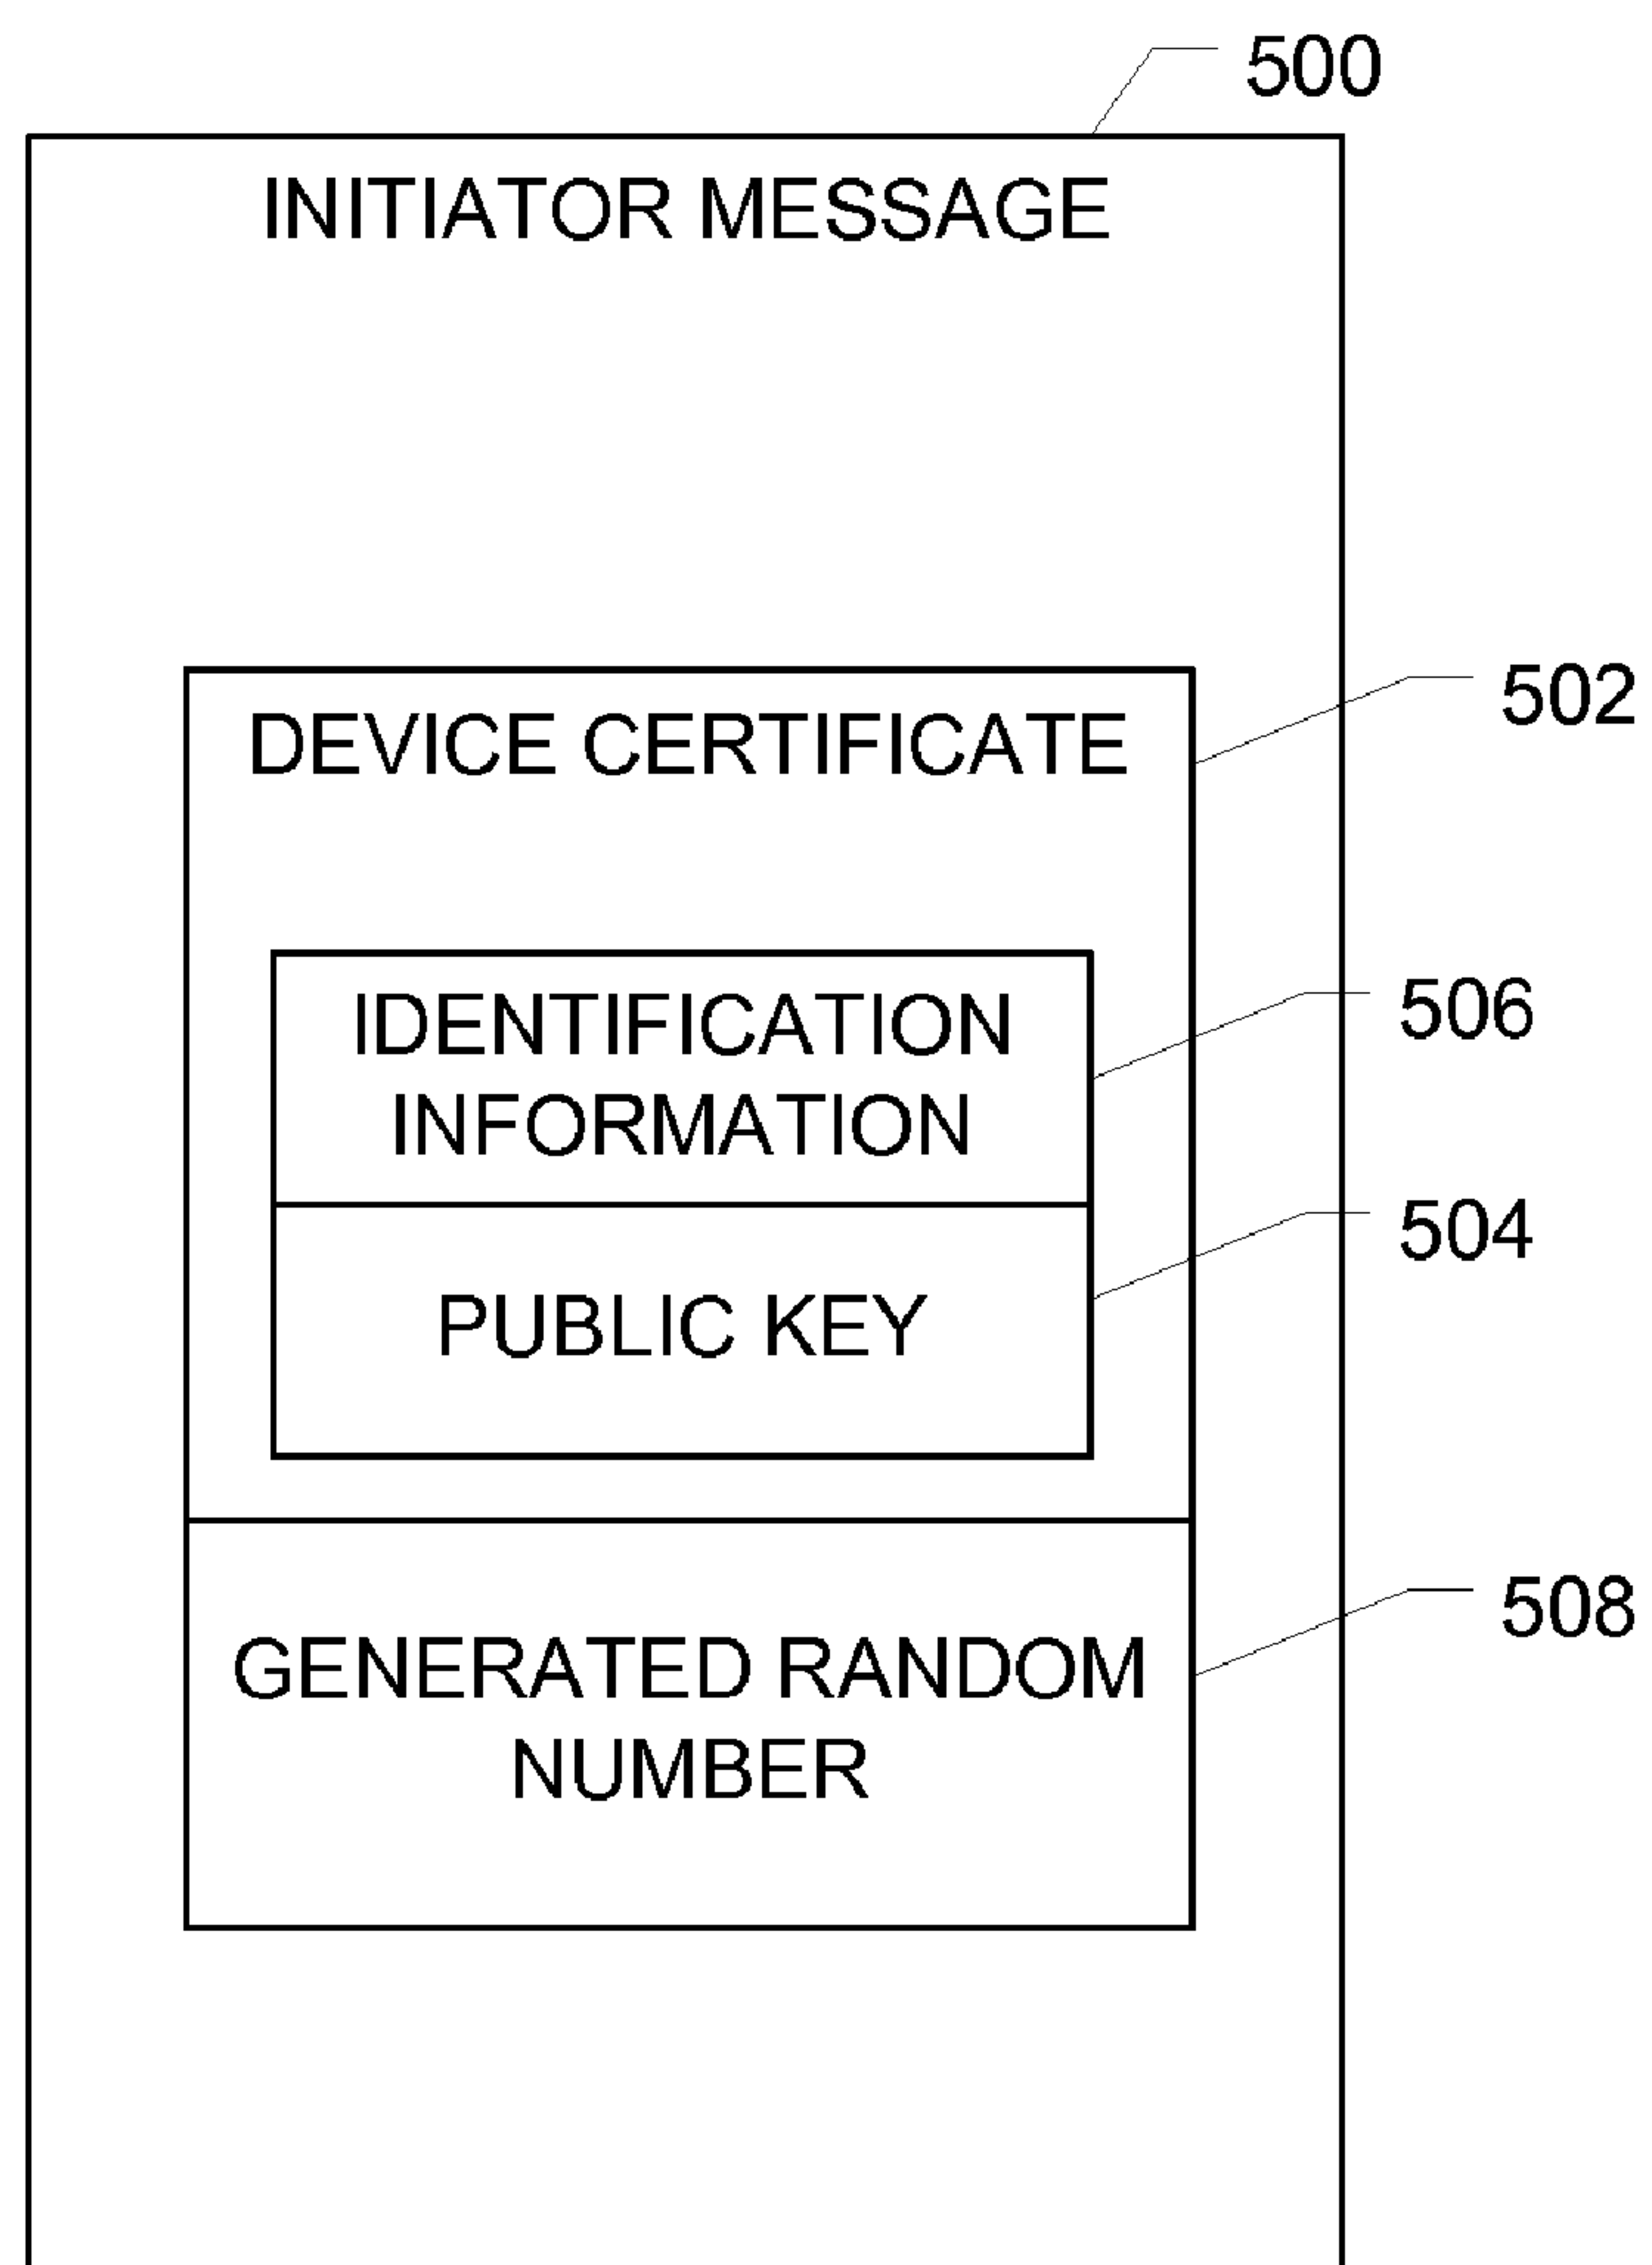 500
INITIATOR MESSAGE
502
DEVICE CERTIFICATE
506
IDENTIFICATION
INFORMATION
504
PUBLIC KEY
508
GENERATED RANDOM
NUMBER